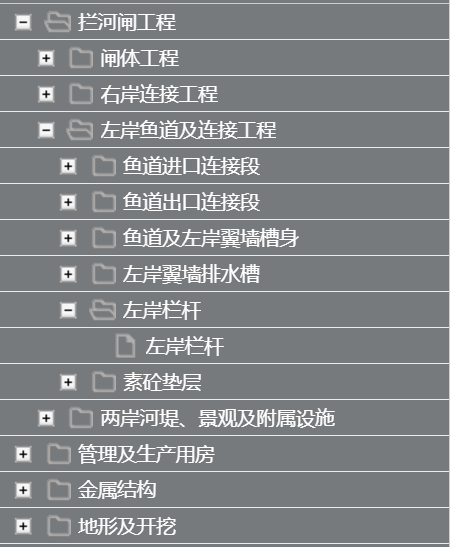 拦河闸工程
闸体工程
右岸连接工程
左岸鱼道及连接工程
鱼道进口连接段
鱼道出口连接段
鱼道及左岸翼墙槽身
左岸翼墙排水槽
左岸栏杆
左岸栏杆
素砼垫层
两岸河堤、景观及附属设施
管理及生产用房
金属结构
地形及开挖